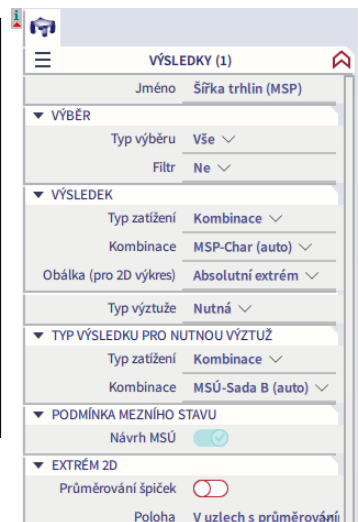 i
VÝSLEDKY (1)
Jméno Šířka trhlin (MSP)
VÝBĚR
Typ výběru Vše
Filtr Ne
VÝSLEDEK
Typ zatížení Kombinace
Kombinace MSP-Char (auto)
Obálka (pro 2D výkres) Absolutní extrém
Typ výztuže Nutná
TYP VÝSLEDKU PRO NUTNOU VÝZTUŽ
Typ zatížení Kombinace
Kombinace MSÚ-Sada B (auto)
PODMÍNKA MEZNÍHO STAVU
Návrh MSÚ
EXTRÉM 2D
Průměrování špiček
Poloha V uzlech s průměrování